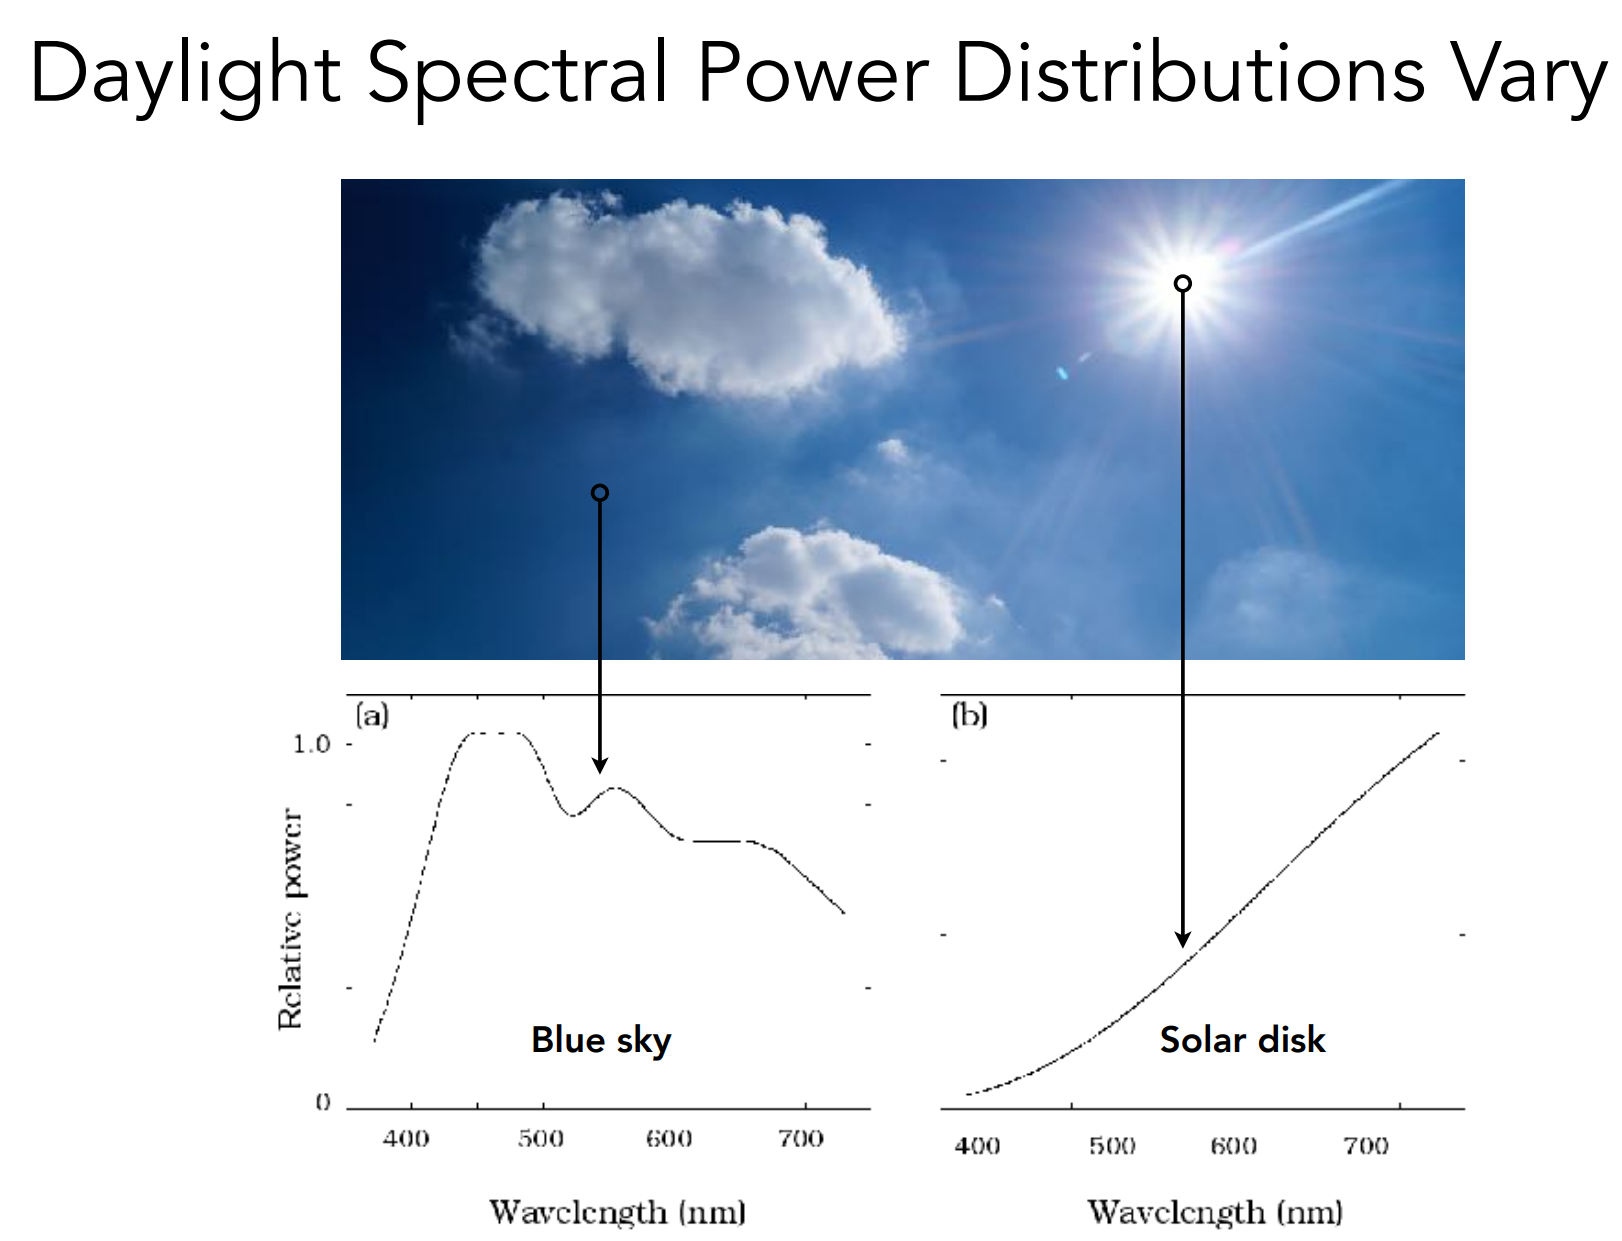 Daylight Spectral Power Distributions Vary
(a)
1.0
Relative power
0
Blue sky
400 500 600 700
Wavelength (nm)
(b)
Solar disk
400 500 600 700
Wavelength (nm)